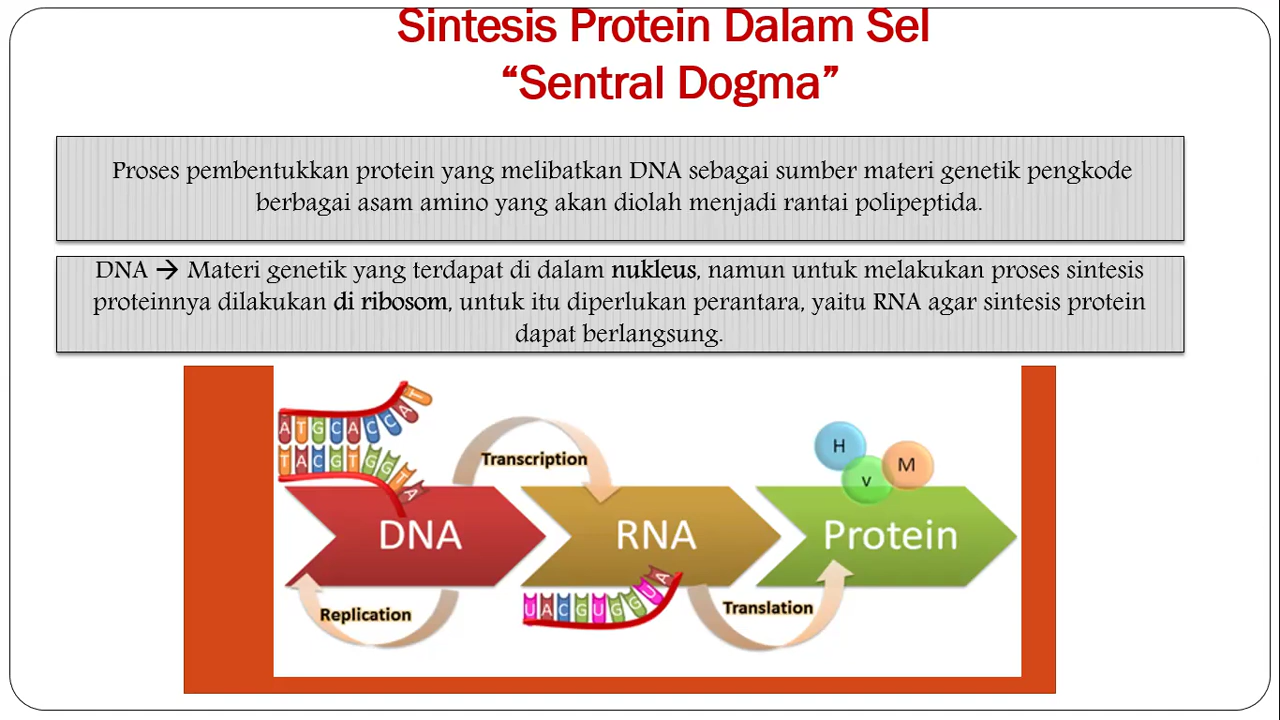 Sintesis Protein Dalam Sel
“Sentral Dogma”
Proses pembentukkan protein yang melibatkan DNA sebagai sumber materi genetik pengkode
berbagai asam amino yang akan diolah menjadi rantai polipeptida.
DNA → Materi genetik yang terdapat di dalam nukleus, namun untuk melakukan proses sintesis
proteinnya dilakukan di ribosom, untuk itu diperlukan perantara, yaitu RNA agar sintesis protein
dapat berlangsung.
ATGCACCAT
TACGTGGTA
Transcription
H
V
M
DNA
RNA
Protein
Replication
UACGUGGUA
Translation